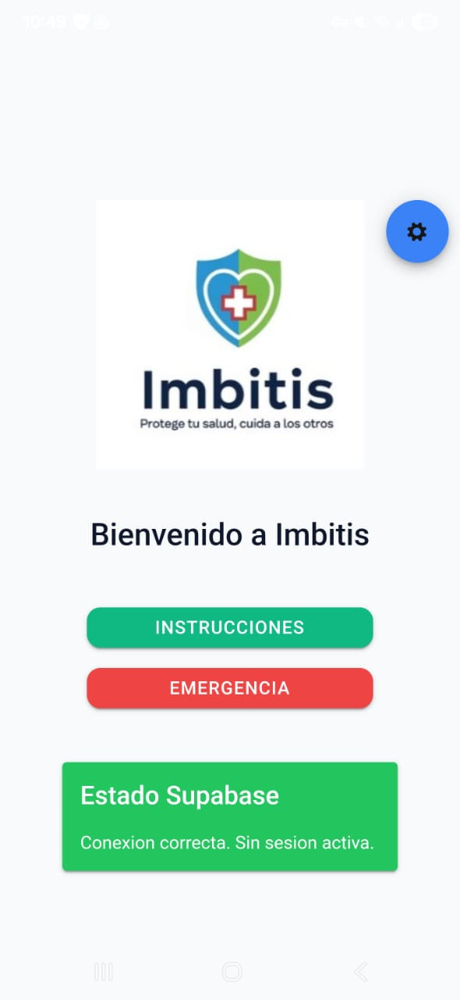 10:49
Imbitis
Protege tu salud, cuida a los otros
Bienvenido a Imbitis
INSTRUCCIONES
EMERGENCIA
Estado Supabase
Conexion correcta. Sin sesion activa.